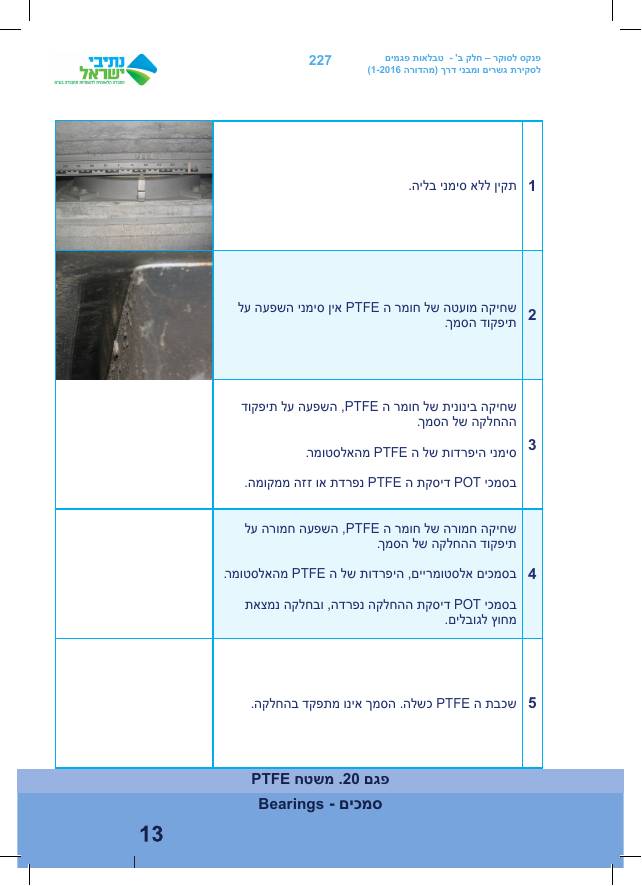 פנקס לסוקר – חלק ב' - טבלאות פגמים
לסקירת גשרים ומבני דרך (מהדורה 1-2016)
227
נתיבי
ישראל
1
תקין ללא סימני בליה.
2
שחיקה מועטה של חומר ה PTFE אין סימני השפעה על
תיפקוד הסמך.
3
שחיקה בינונית של חומר ה PTFE, השפעה על תיפקוד
ההחלקה של הסמך.
סימני היפרדות של ה PTFE מהאלסטומר.
בסמכי POT דיסקת ה PTFE נפרדת או זזה ממקומה.
4
שחיקה חמורה של חומר ה PTFE, השפעה חמורה על
תיפקוד ההחלקה של הסמך.
בסמכים אלסטומריים, היפרדות של ה PTFE מהאלסטומר.
בסמכי POT דיסקת ההחלקה נפרדה, ובחלקה נמצאת
מחוץ לגובלים.
5
שכבת ה PTFE כשלה. הסמך אינו מתפקד בהחלקה.
פגם 20. משטח PTFE
סמכים - Bearings
13